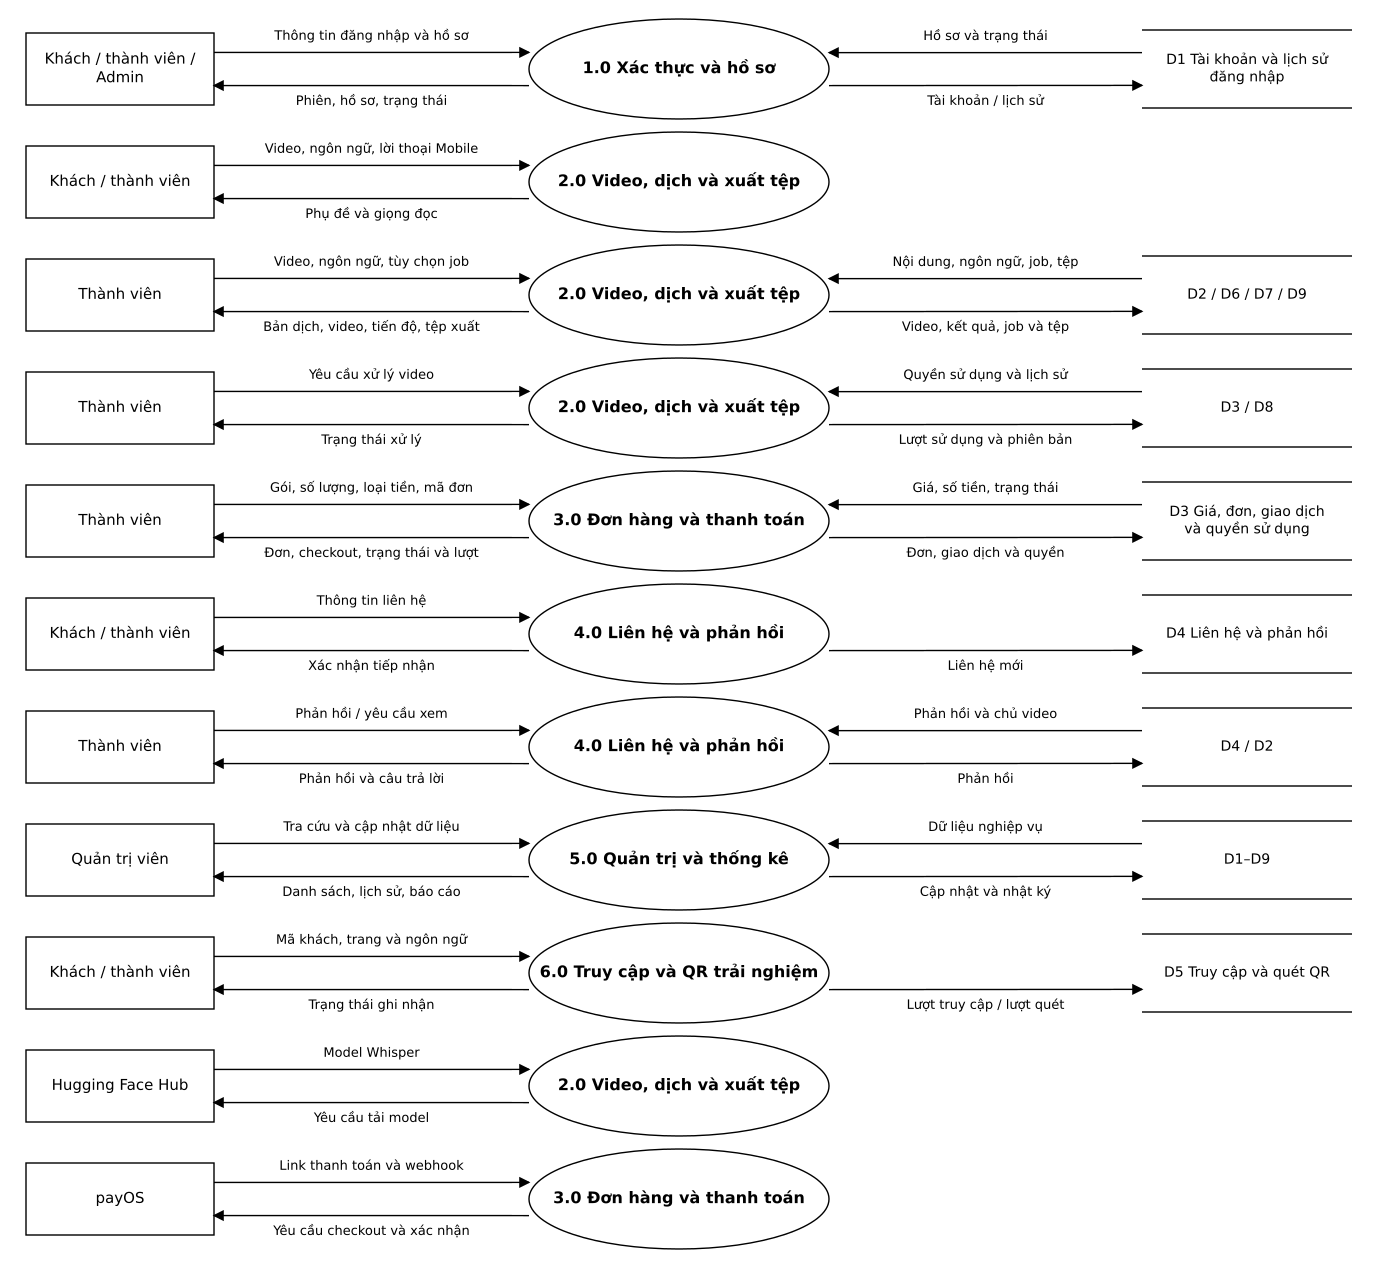 Thông tin đăng nhập và hồ sơ
Hồ sơ và trạng thái
Khách / thành viên /
Admin
1.0 Xác thực và hồ sơ
D1 Tài khoản và lịch sử
đăng nhập
Phiên, hồ sơ, trạng thái
Tài khoản / lịch sử
Video, ngôn ngữ, lời thoại Mobile
Khách / thành viên
2.0 Video, dịch và xuất tệp
Phụ đề và giọng đọc
Video, ngôn ngữ, tùy chọn job
Nội dung, ngôn ngữ, job, tệp
Thành viên
2.0 Video, dịch và xuất tệp
D2 / D6 / D7 / D9
Bản dịch, video, tiến độ, tệp xuất
Video, kết quả, job và tệp
Yêu cầu xử lý video
Quyền sử dụng và lịch sử
Thành viên
2.0 Video, dịch và xuất tệp
D3 / D8
Trạng thái xử lý
Lượt sử dụng và phiên bản
Gói, số lượng, loại tiền, mã đơn
Giá, số tiền, trạng thái
Thành viên
3.0 Đơn hàng và thanh toán
D3 Giá, đơn, giao dịch
và quyền sử dụng
Đơn, checkout, trạng thái và lượt
Đơn, giao dịch và quyền
Thông tin liên hệ
Khách / thành viên
4.0 Liên hệ và phản hồi
D4 Liên hệ và phản hồi
Xác nhận tiếp nhận
Liên hệ mới
Phản hồi / yêu cầu xem
Phản hồi và chủ video
Thành viên
4.0 Liên hệ và phản hồi
D4 / D2
Phản hồi và câu trả lời
Phản hồi
Tra cứu và cập nhật dữ liệu
Dữ liệu nghiệp vụ
Quản trị viên
5.0 Quản trị và thống kê
D1–D9
Danh sách, lịch sử, báo cáo
Cập nhật và nhật ký
Mã khách, trang và ngôn ngữ
Khách / thành viên
6.0 Truy cập và QR trải nghiệm
D5 Truy cập và quét QR
Trạng thái ghi nhận
Lượt truy cập / lượt quét
Model Whisper
Hugging Face Hub
2.0 Video, dịch và xuất tệp
Yêu cầu tải model
Link thanh toán và webhook
payOS
3.0 Đơn hàng và thanh toán
Yêu cầu checkout và xác nhận